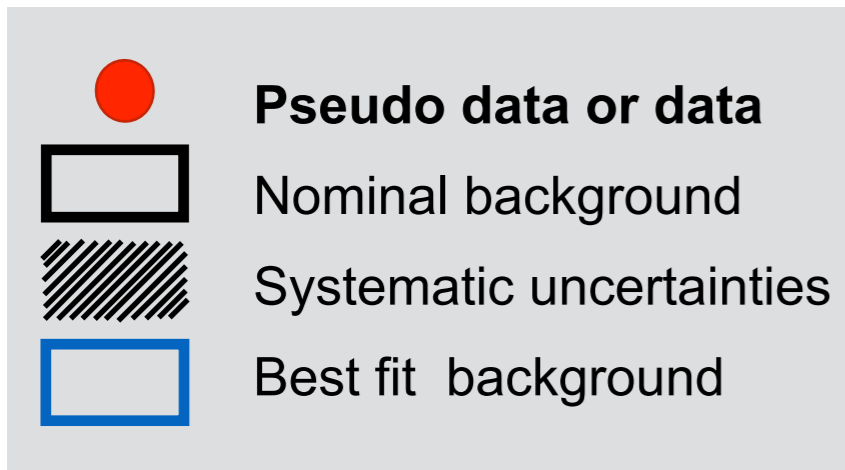 Pseudo data or data
Nominal background
Systematic uncertainties
Best fit  background